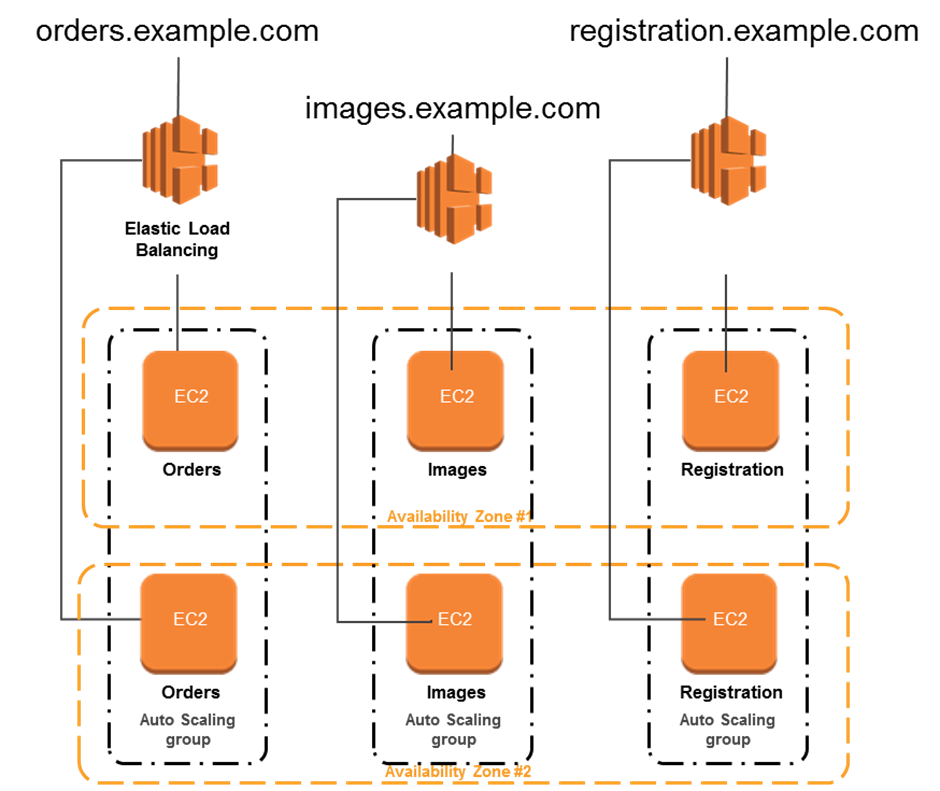 orders.example.com
registration.example.com
images.example.com
Elastic Load
Balancing
EC2
EC2
EC2
Orders
Images
Registration
Availability Zone #1
EC2
EC2
EC2
Orders
Images
Registration
Auto Scaling
group
Auto Scaling
group
Auto Scaling
group
Availability Zone #2